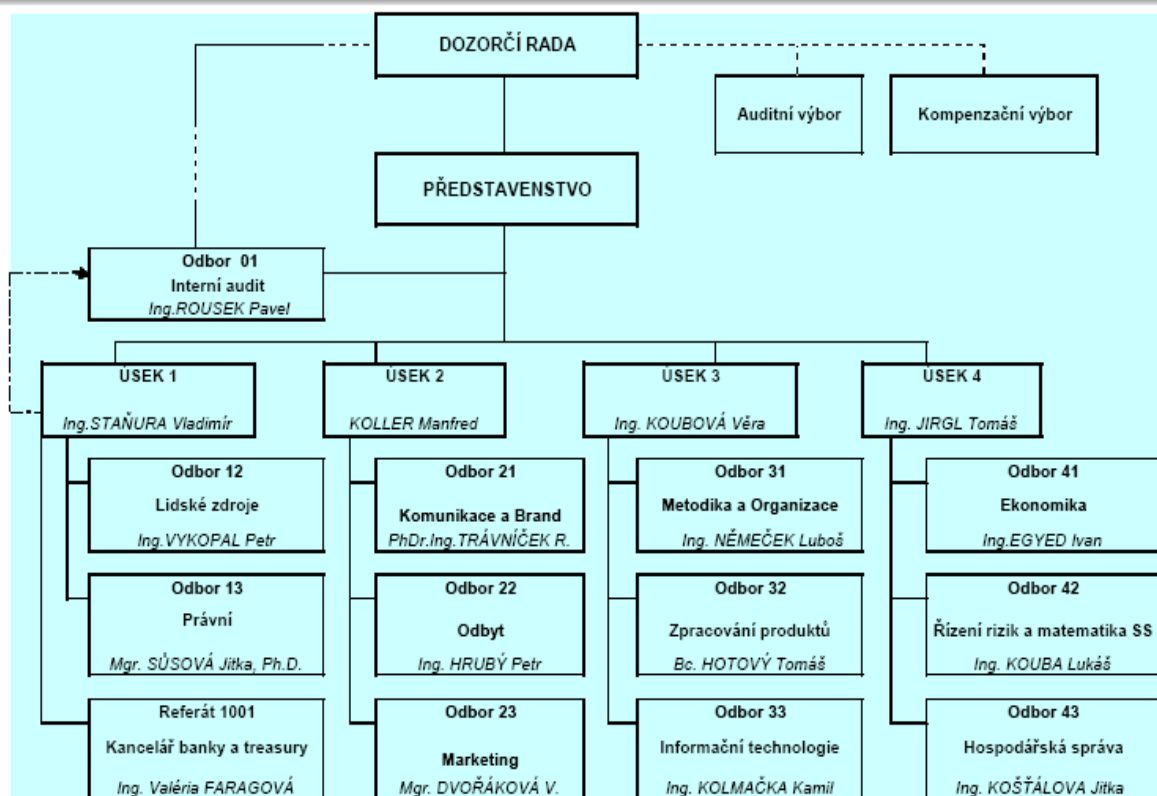 DOZORČÍ RADA
Auditní výbor
Kompenzační výbor
PŘEDSTAVENSTVO
Odbor 01
Interní audit
Ing.ROUSEK Pavel
ÚSEK 1
Ing.STAŇURA Vladimír
ÚSEK 2
KOLLER Manfred
ÚSEK 3
Ing. KOUBOVÁ Věra
ÚSEK 4
Ing. JIRGL Tomáš
Odbor 12
Lidské zdroje
Ing.VYKOPAL Petr
Odbor 21
Komunikace a Brand
PhDr.Ing.TRÁVNÍČEK R.
Odbor 31
Metodika a Organizace
Ing. NĚMEČEK Luboš
Odbor 41
Ekonomika
Ing.EGYED Ivan
Odbor 13
Právní
Mgr. SŮSOVÁ Jitka, Ph.D.
Odbor 22
Odbyt
Ing. HRUBÝ Petr
Odbor 32
Zpracování produktů
Bc. HOTOVÝ Tomáš
Odbor 42
Řízení rizik a matematika SS
Ing. KOUBA Lukáš
Referát 1001
Kancelář banky a treasury
Ing. Valéria FARAGOVÁ
Odbor 23
Marketing
Mgr. DVOŘÁKOVÁ V.
Odbor 33
Informační technologie
Ing. KOLMAČKA Kamil
Odbor 43
Hospodářská správa
Ing. KOŠŤÁLOVA Jitka